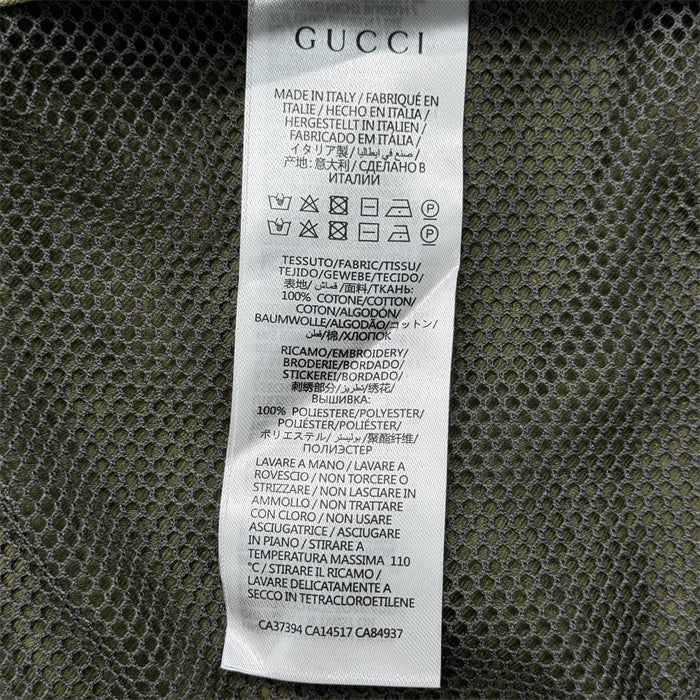 GUCCI
MADE IN ITALY / FABRIQUÉ EN
ITALIE / HECHO EN ITALIA /
HERGESTELLT IN ITALIEN /
FABRICADO EM ITÁLIA /
イタリア製 / صنع في ايطاليا /
产地: 意大利 / СДЕЛАНО В
ИТАЛИИ
P
P
TESSUTO/FABRIC/TISSU/
TEJIDO/GEWEBE/TECIDO/
表地/ قماش /面料/ТКАНЬ:
100% COTONE/COTTON/
COTON/ALGODÓN/
BAUMWOLLE/ALGODÃO/コットン/
قطن/棉/ХЛОПОК
RICAMO/EMBROIDERY/
BRODERIE/BORDADO/
STICKEREI/BORDADO/
刺繍部分/ تطريز/绣花/
ВЫШИВКА:
100% POLIESTERE/POLYESTER/
POLYESTER/POLIÉSTER/
ポリエステル/ بوليستر /聚酯纤维/
ПОЛИЭСТЕР
LAVARE A MANO / LAVARE A
ROVESCIO / NON TORCERE O
STRIZZARE / NON LASCIARE IN
AMMOLLO / NON TRATTARE
CON CLORO / NON USARE
ASCIUGATRICE / ASCIUGARE
IN PIANO / STIRARE A
TEMPERATURA MASSIMA 110
°C / STIRARE IL RICAMO /
LAVARE DELICATAMENTE A
SECCO IN TETRACLOROETILENE
CA37394 CA14517 CA84937